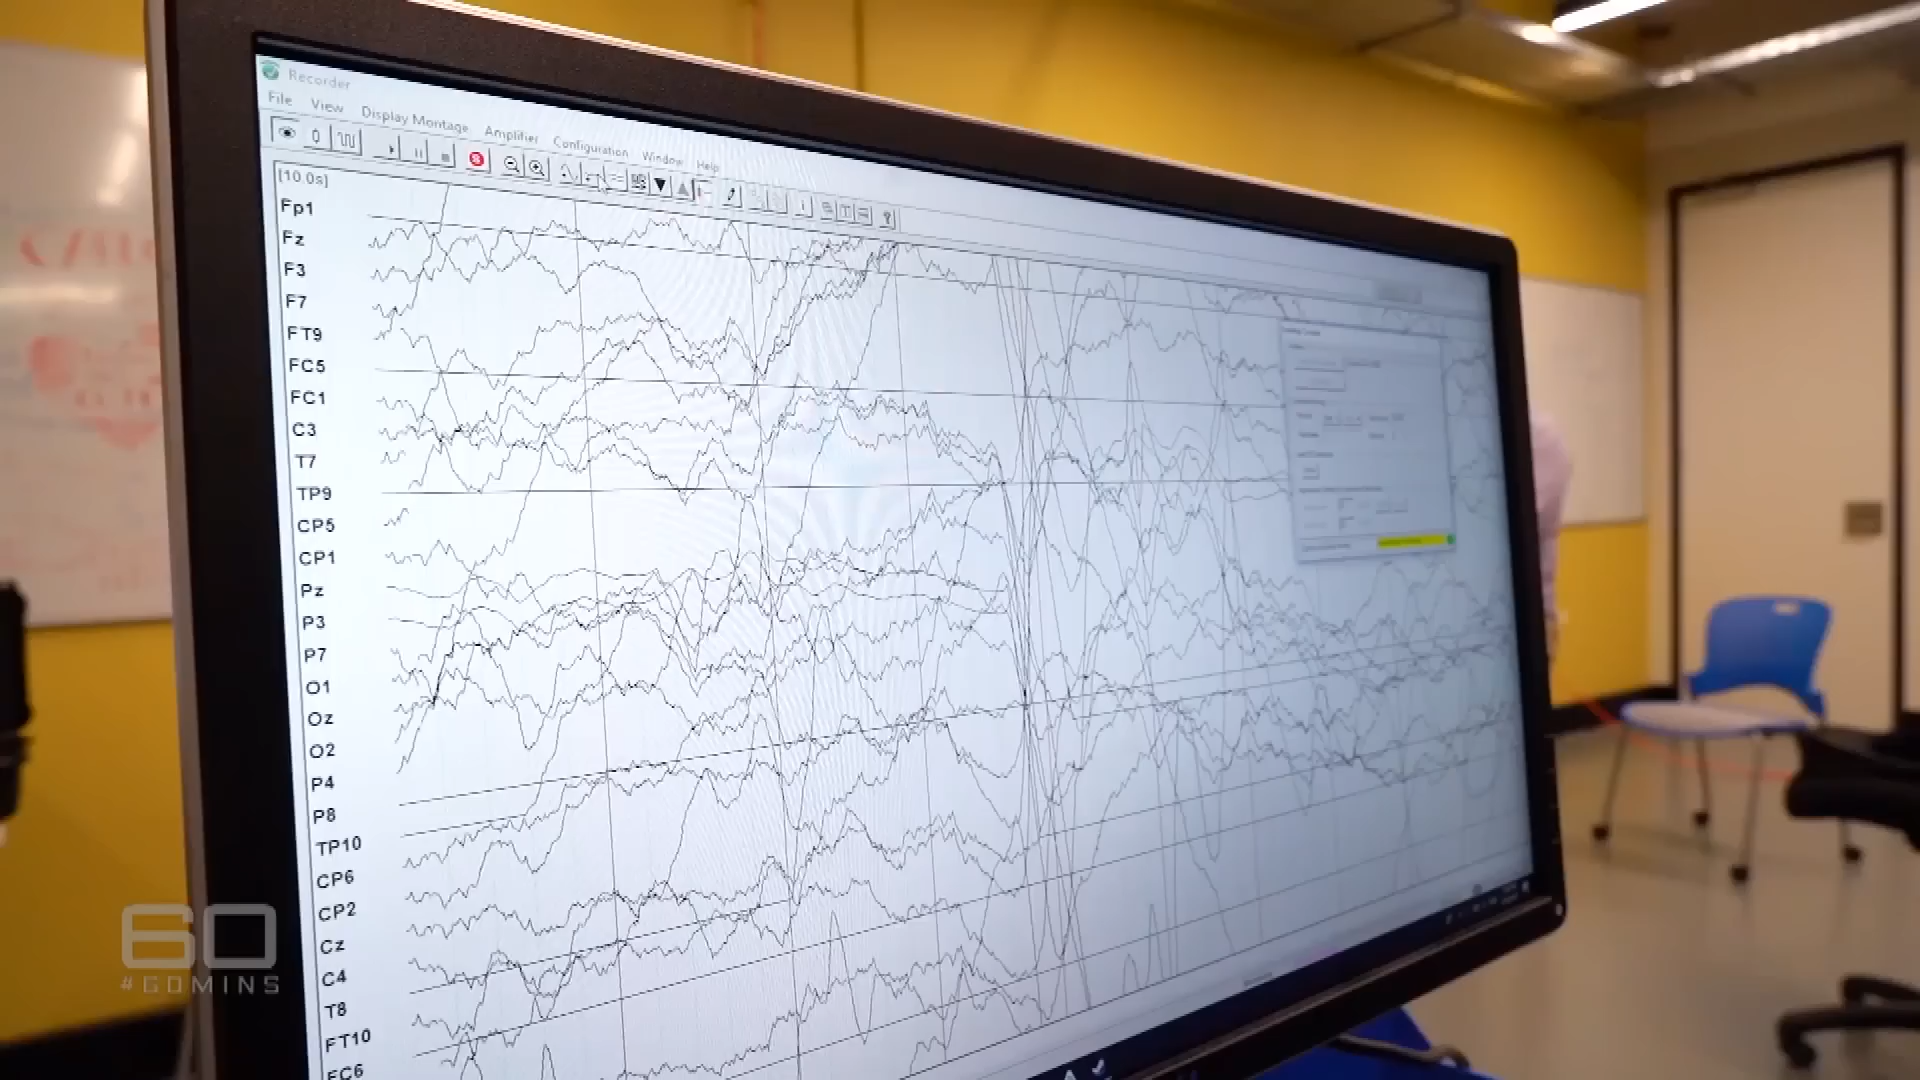 Recorder
File View Display Montage Amplifier Configuration Window Help
[10.0s]
Fp1
Fz
F3
F7
FT9
FC5
FC1
C3
T7
TP9
CP5
CP1
Pz
P3
P7
O1
Oz
O2
P4
P8
TP10
CP6
CP2
Cz
C4
T8
FT10
FC6
60
#60MINS